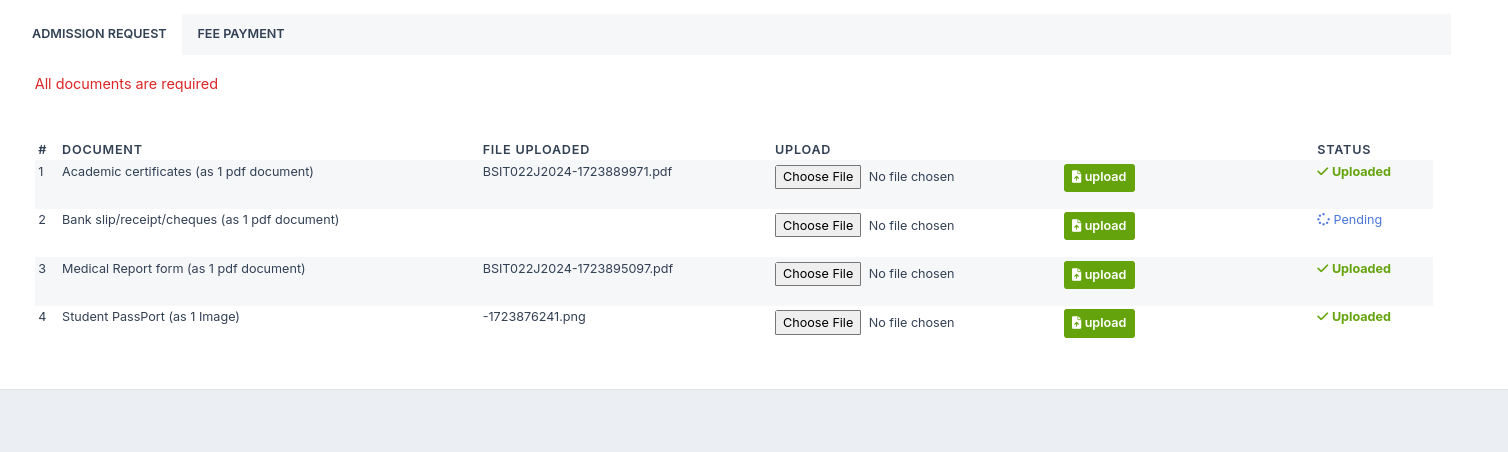 ADMISSION REQUEST FEE PAYMENT
All documents are required
# DOCUMENT FILE UPLOADED UPLOAD STATUS
1 Academic certificates (as 1 pdf document) BSIT022J2024-1723889971.pdf Choose File No file chosen upload Uploaded
2 Bank slip/receipt/cheques (as 1 pdf document) Choose File No file chosen upload Pending
3 Medical Report form (as 1 pdf document) BSIT022J2024-1723895097.pdf Choose File No file chosen upload Uploaded
4 Student PassPort (as 1 Image) -1723876241.png Choose File No file chosen upload Uploaded